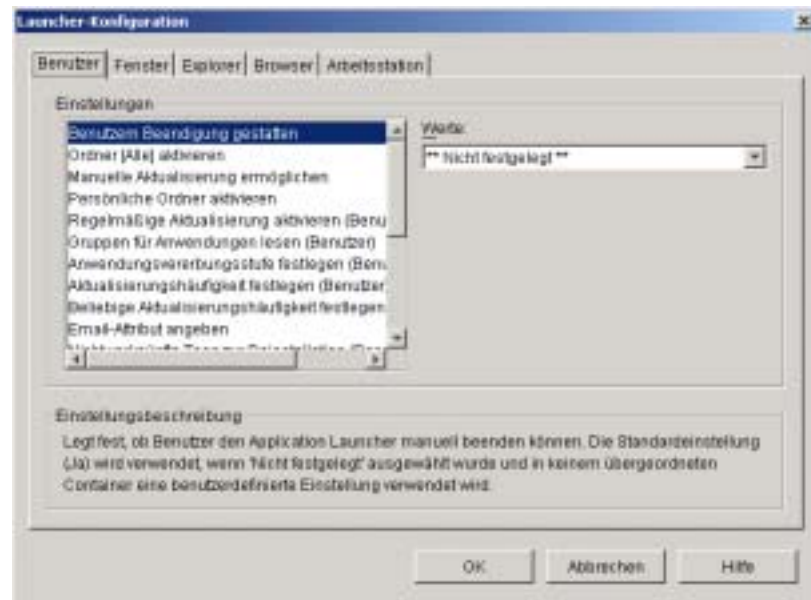 Launcher-Konfiguration
Benutzer Fenster Explorer Browser Arbeitsstation
Einstellungen
Benutzern Beendigung gestatten
Ordner [Alle] aktivieren
Manuelle Aktualisierung ermöglichen
Persönliche Ordner aktivieren
Regelmäßige Aktualisierung aktivieren (Benu
Gruppen für Anwendungen lesen (Benutzer)
Anwendungsvererbungsstufe festlegen (Ben
Aktualisierungshäufigkeit festlegen (Benutzer
Beliebige Aktualisierungshäufigkeit festlegen
Email-Attribut angeben
Werte:
** Nicht festgelegt **
Einstellungsbeschreibung
Legt fest, ob Benutzer den Application Launcher manuell beenden können. Die Standardeinstellung
(Ja) wird verwendet, wenn 'Nicht festgelegt' ausgewählt wurde und in keinem übergeordneten
Container eine benutzerdefinierte Einstellung verwendet wird.
OK Abbrechen Hilfe